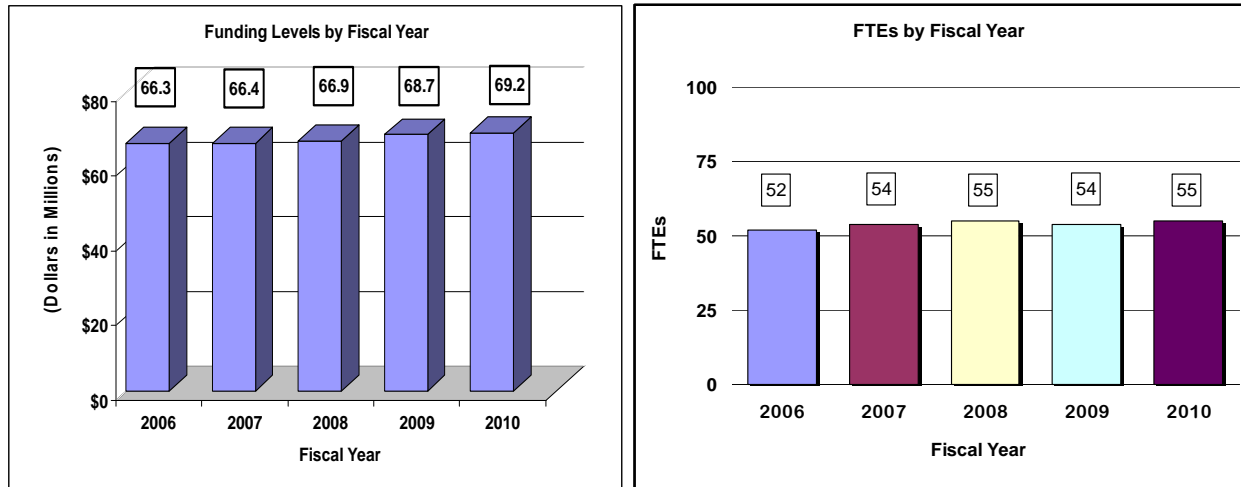 Funding Levels by Fiscal Year
66.3 66.4 66.9 68.7 69.2
$80
$60
$40
$20
$0
(Dollars in Millions)
2006 2007 2008 2009 2010
Fiscal Year
FTEs by Fiscal Year
100
75
50
25
0
FTEs
52 54 55 54 55
2006 2007 2008 2009 2010
Fiscal Year